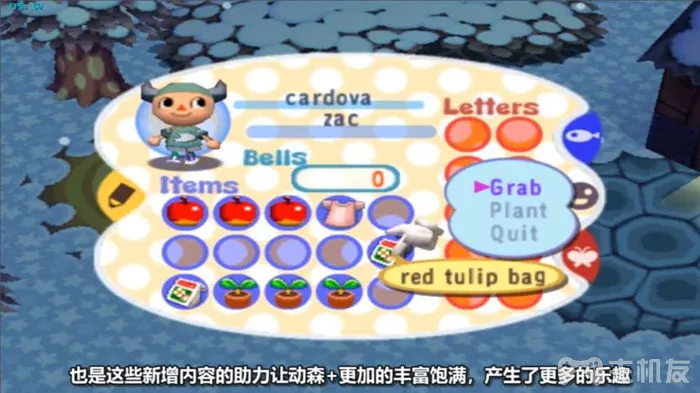 cardova
zac
Letters
Bells
0
Items
Grab
Plant
Quit
red tulip bag
也是这些新增内容的助力让动森+更加的丰富饱满，产生了更多的乐趣